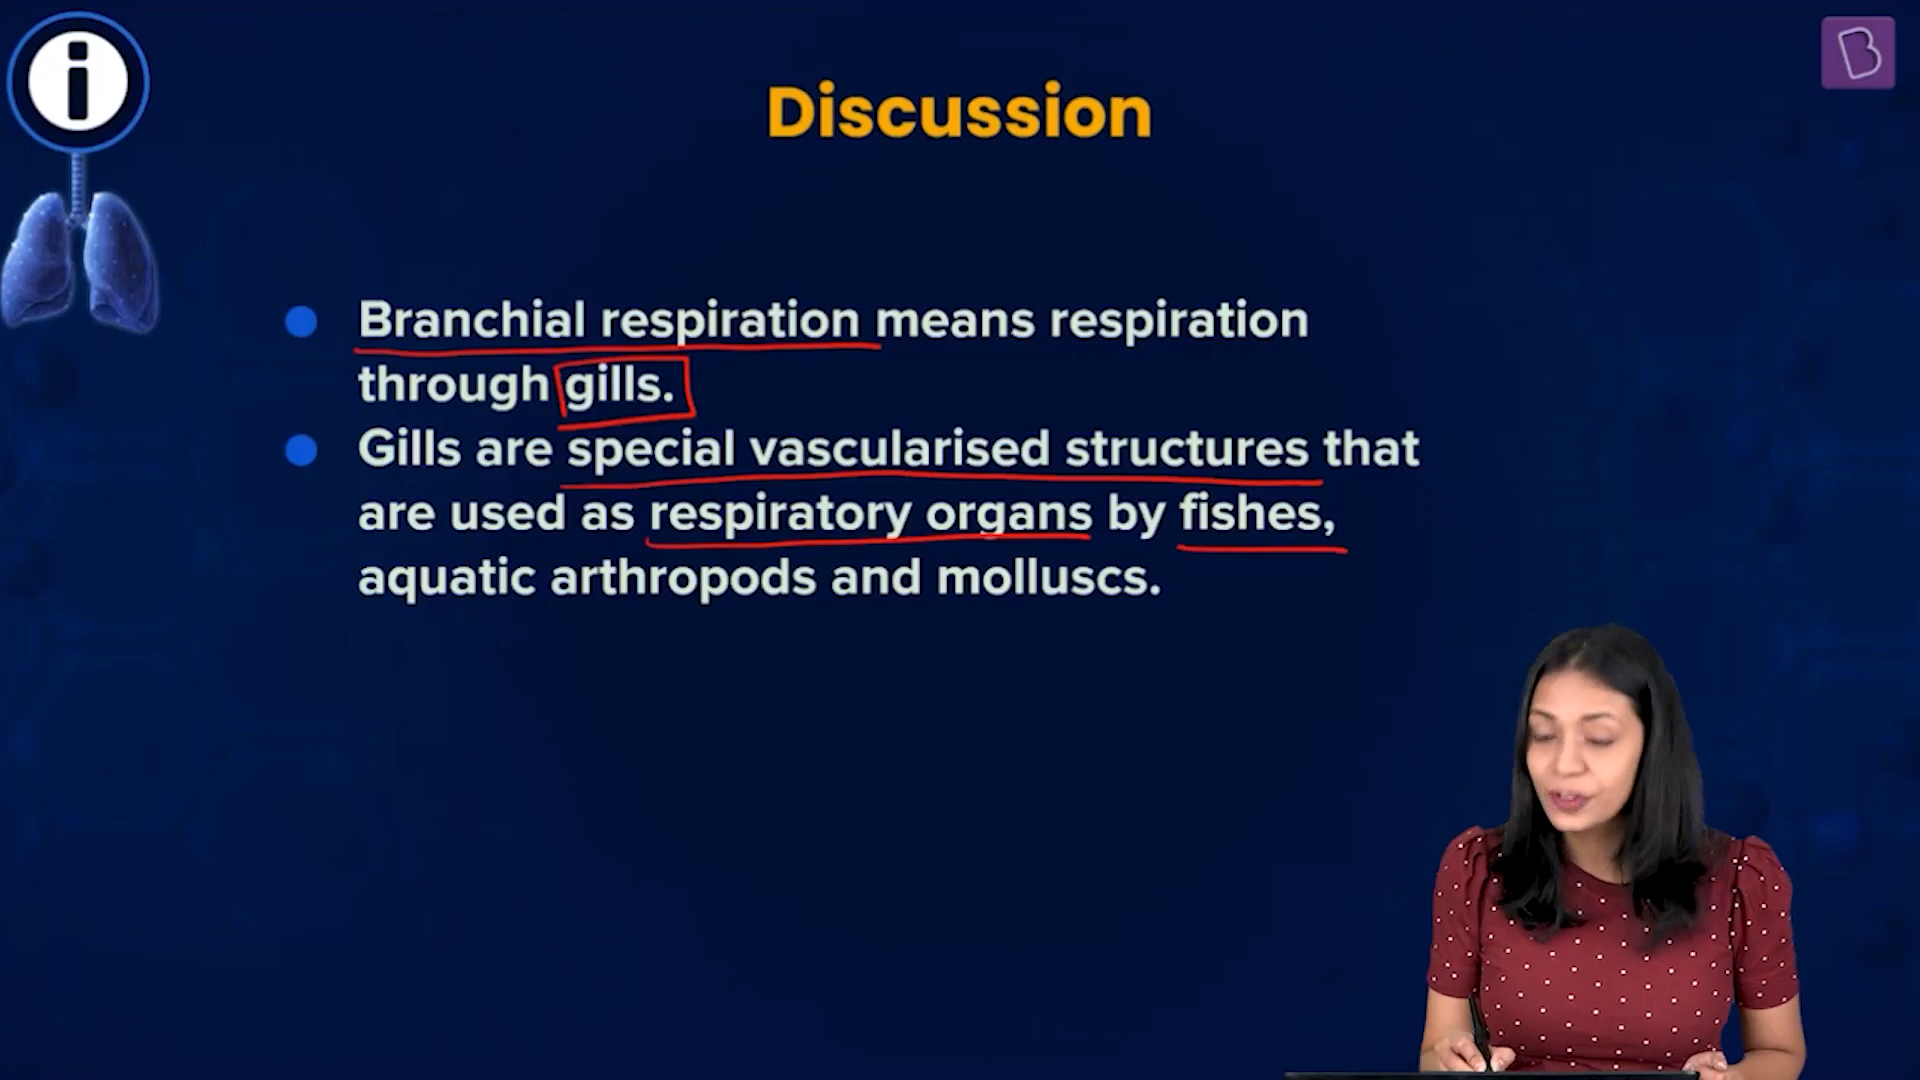 Discussion
Branchial respiration means respiration
through gills.
Gills are special vascularised structures that
are used as respiratory organs by fishes,
aquatic arthropods and molluscs.